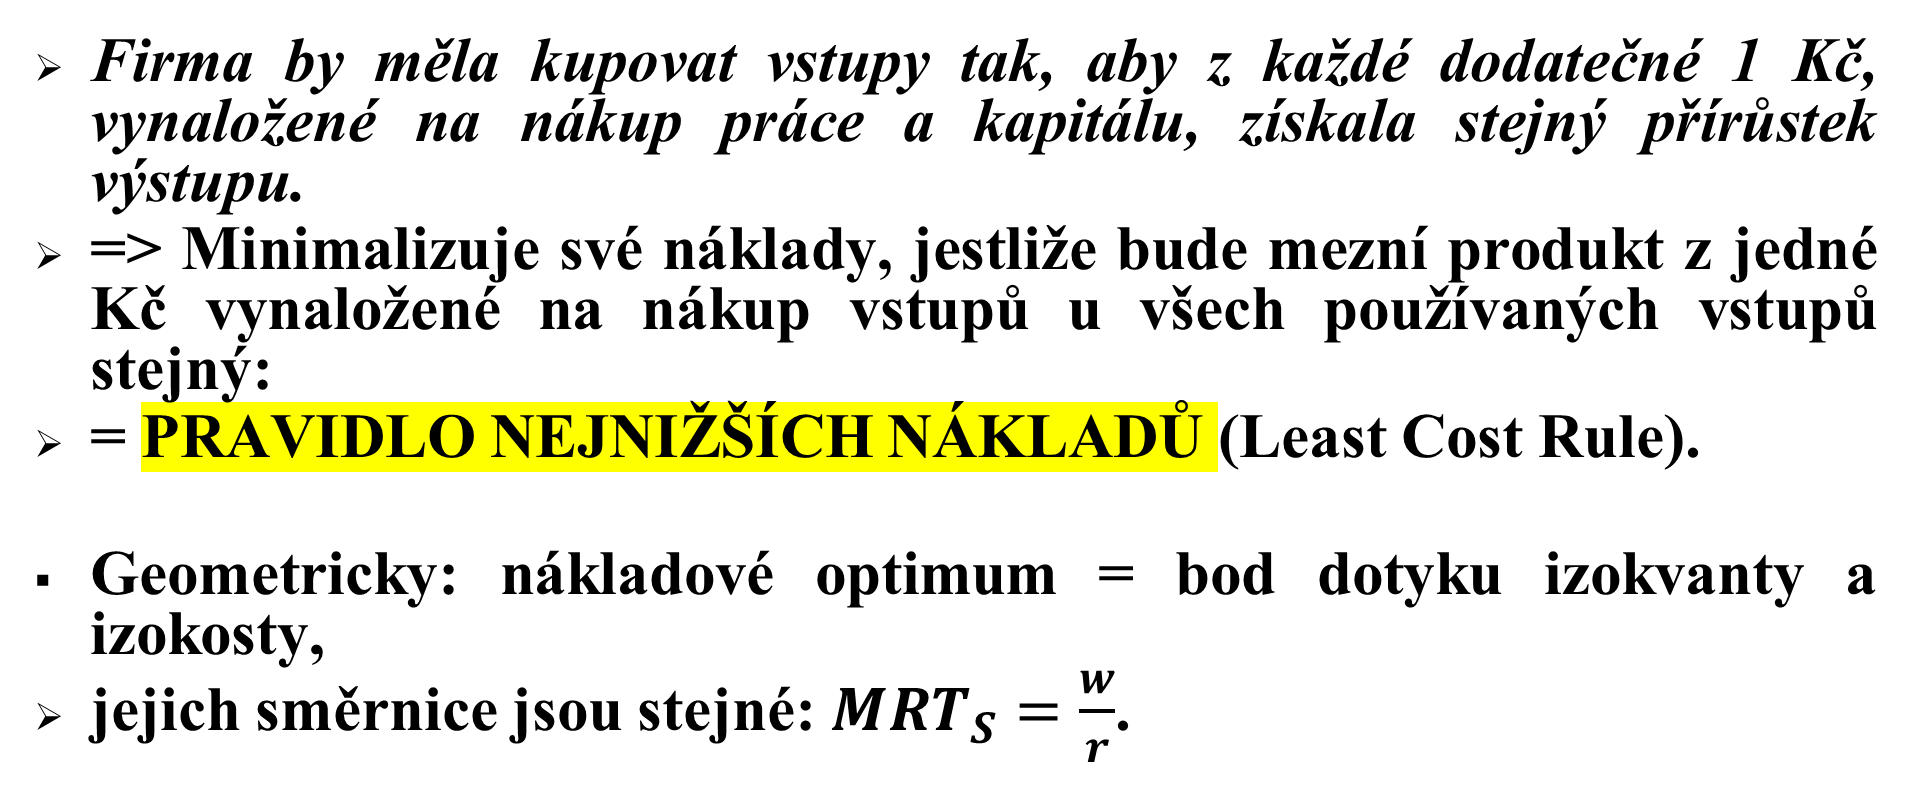 ➢ Firma by měla kupovat vstupy tak, aby z každé dodatečné 1 Kč,
vynaložené na nákup práce a kapitálu, získala stejný přírůstek
výstupu.
➢ => Minimalizuje své náklady, jestliže bude mezní produkt z jedné
Kč vynaložené na nákup vstupů u všech používaných vstupů
stejný:
➢ = PRAVIDLO NEJNIŽŠÍCH NÁKLADŮ (Least Cost Rule).
▪ Geometricky: nákladové optimum = bod dotyku izokvanty a
izokosty,
➢ jejich směrnice jsou stejné: $MRT_S = \frac{w}{r}$.